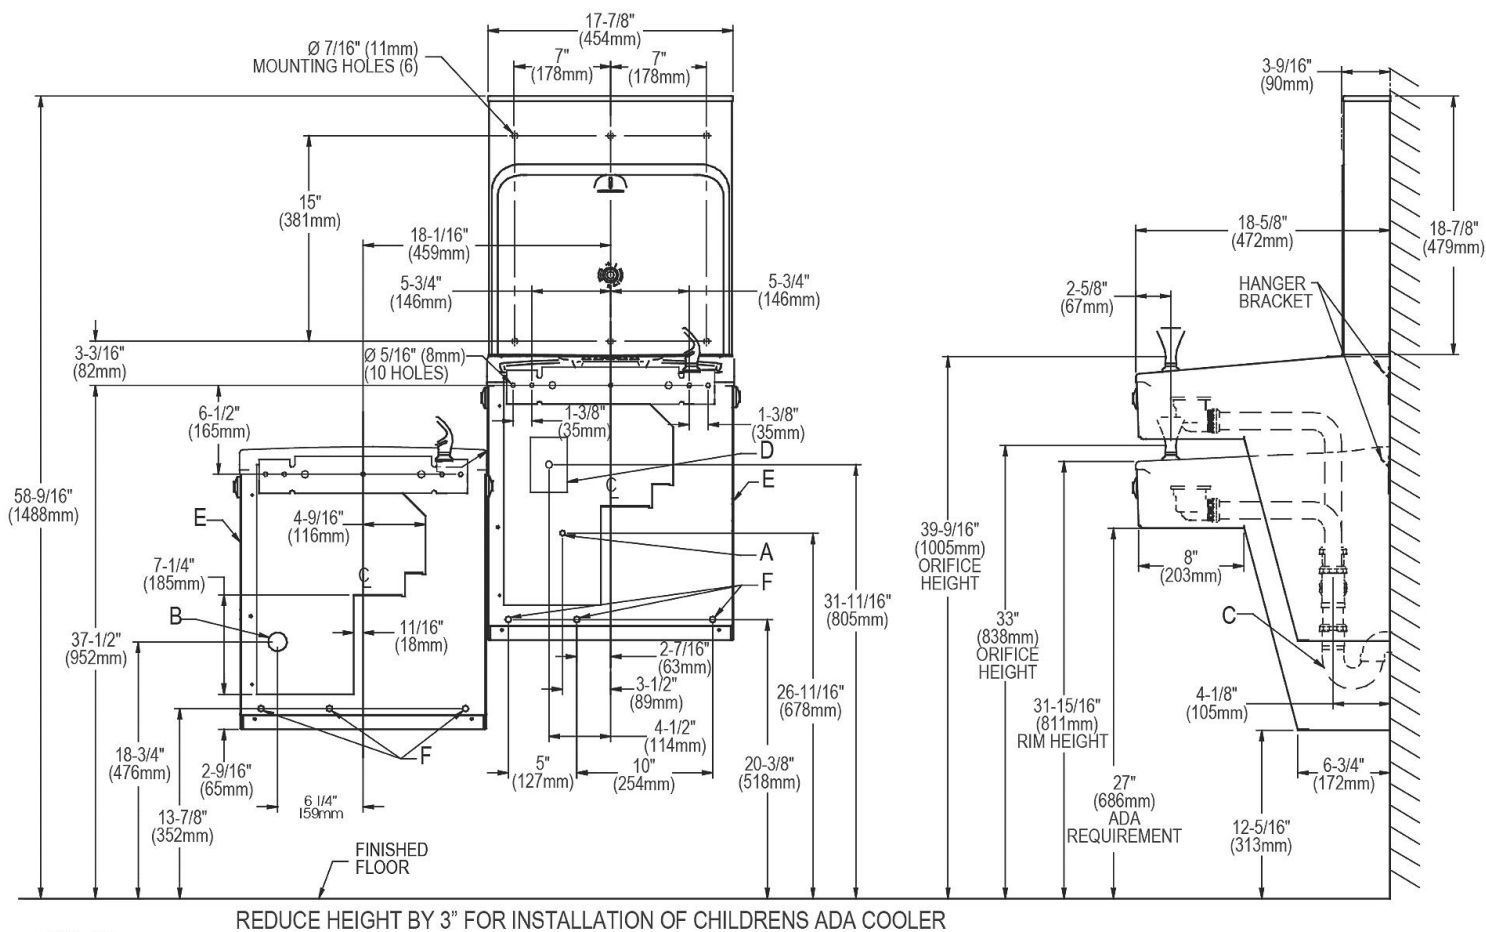 17-7/8"
(454mm)
Ø 7/16" (11mm)
MOUNTING HOLES (6)
7"
(178mm)
7"
(178mm)
3-9/16"
(90mm)
15"
(381mm)
18-1/16"
(459mm)
18-5/8"
(472mm)
18-7/8"
(479mm)
5-3/4"
(146mm)
5-3/4"
(146mm)
2-5/8"
(67mm)
HANGER
BRACKET
3-3/16"
(82mm)
Ø 5/16" (8mm)
(10 HOLES)
6-1/2"
(165mm)
1-3/8"
(35mm)
1-3/8"
(35mm)
D
E
C
L
58-9/16"
(1488mm)
E
4-9/16"
(116mm)
A
39-9/16"
(1005mm)
ORIFICE
HEIGHT
8"
(203mm)
7-1/4"
(185mm)
C
L
F
31-11/16"
(805mm)
B
11/16"
(18mm)
37-1/2"
(952mm)
33"
(838mm)
ORIFICE
HEIGHT
C
2-7/16"
(63mm)
3-1/2"
(89mm)
26-11/16"
(678mm)
4-1/8"
(105mm)
31-15/16"
(811mm)
RIM HEIGHT
4-1/2"
(114mm)
18-3/4"
(476mm)
F
2-9/16"
(65mm)
5"
(127mm)
10"
(254mm)
20-3/8"
(518mm)
6-3/4"
(172mm)
27"
(686mm)
ADA
REQUIREMENT
6 1/4"
159mm
13-7/8"
(352mm)
12-5/16"
(313mm)
FINISHED
FLOOR
REDUCE HEIGHT BY 3” FOR INSTALLATION OF CHILDRENS ADA COOLER